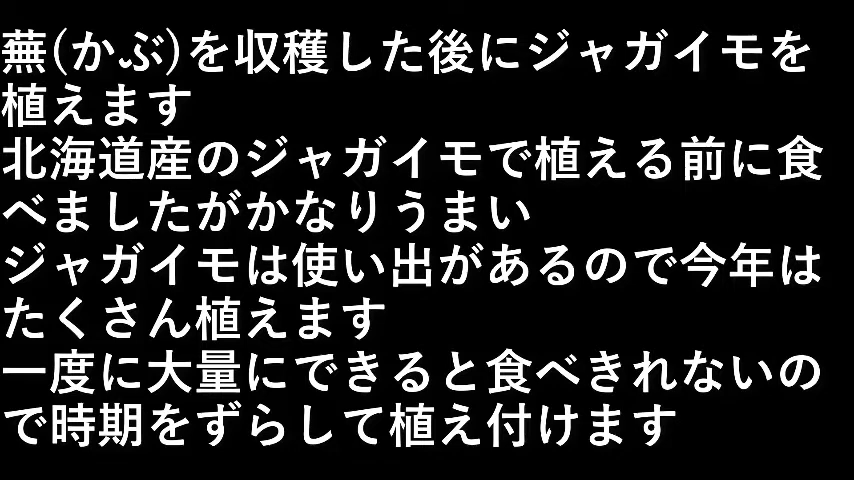 蕪(かぶ)を収穫した後にジャガイモを
植えます
北海道産のジャガイモで植える前に食
べましたがかなりうまい
ジャガイモは使い出があるので今年は
たくさん植えます
一度に大量にできると食べきれないの
で時期をずらして植え付けます